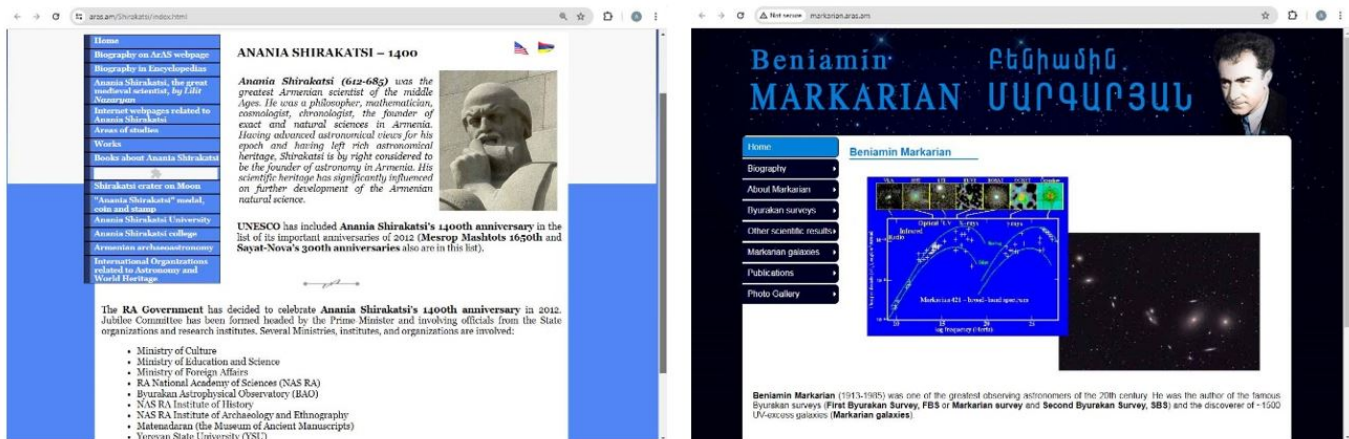 aras.am/Shirakatsi/index.html
Home
Biography on ArAS webpage
Biography in Encyclopedias
Anania Shirakatsi, the great
medieval scientist, by Lilit
Nazaryan
Internet webpages related to
Anania Shirakatsi
Areas of studies
Works
Books about Anania Shirakatsi
Shirakatsi crater on Moon
"Anania Shirakatsi" medal,
coin and stamp
Anania Shirakatsi University
Anania Shirakatsi college
Armenian archaeoastronomy
International Organizations
related to Astronomy and
World Heritage
ANANIA SHIRAKATSI – 1400
Anania Shirakatsi (612-685) was the
greatest Armenian scientist of the middle
Ages. He was a philosopher, mathematician,
cosmologist, chronologist, the founder of
exact and natural sciences in Armenia.
Having advanced astronomical views for his
epoch and having left rich astronomical
heritage, Shirakatsi is by right considered to
be the founder of astronomy in Armenia. His
scientific heritage has significantly influenced
on further development of the Armenian
natural science.
UNESCO has included Anania Shirakatsi's 1400th anniversary in the
list of its important anniversaries of 2012 (Mesrop Mashtots 1650th and
Sayat-Nova's 300th anniversaries also are in this list).
The RA Government has decided to celebrate Anania Shirakatsi's 1400th anniversary in 2012.
Jubilee Committee has been formed headed by the Prime-Minister and involving officials from the State
organizations and research institutes. Several Ministries, institutes, and organizations are involved:
• Ministry of Culture
• Ministry of Education and Science
• Ministry of Foreign Affairs
• RA National Academy of Sciences (NAS RA)
• Byurakan Astrophysical Observatory (BAO)
• NAS RA Institute of History
• NAS RA Institute of Archaeology and Ethnography
• Matenadaran (the Museum of Ancient Manuscripts)
• Yerevan State University (YSU)
Not secure markarian.aras.am
Beniamin
MARKARIAN
Բենիամին
ՄԱՐԳԱՐՅԱՆ
Home
Biography
About Markarian
Byurakan surveys
Other scientific results
Markarian galaxies
Publications
Photo Gallery
Beniamin Markarian
Optical UV X-rays γ-rays
Infrared
Radio
Markarian 421 - broad-band spectrum
10 15 20 25
log frequency (Hertz)
Beniamin Markarian (1913-1985) was one of the greatest observing astronomers of the 20th century. He was the author of the famous
Byurakan surveys (First Byurakan Survey, FBS or Markarian survey and Second Byurakan Survey, SBS) and the discoverer of ~1500
UV-excess galaxies (Markarian galaxies).